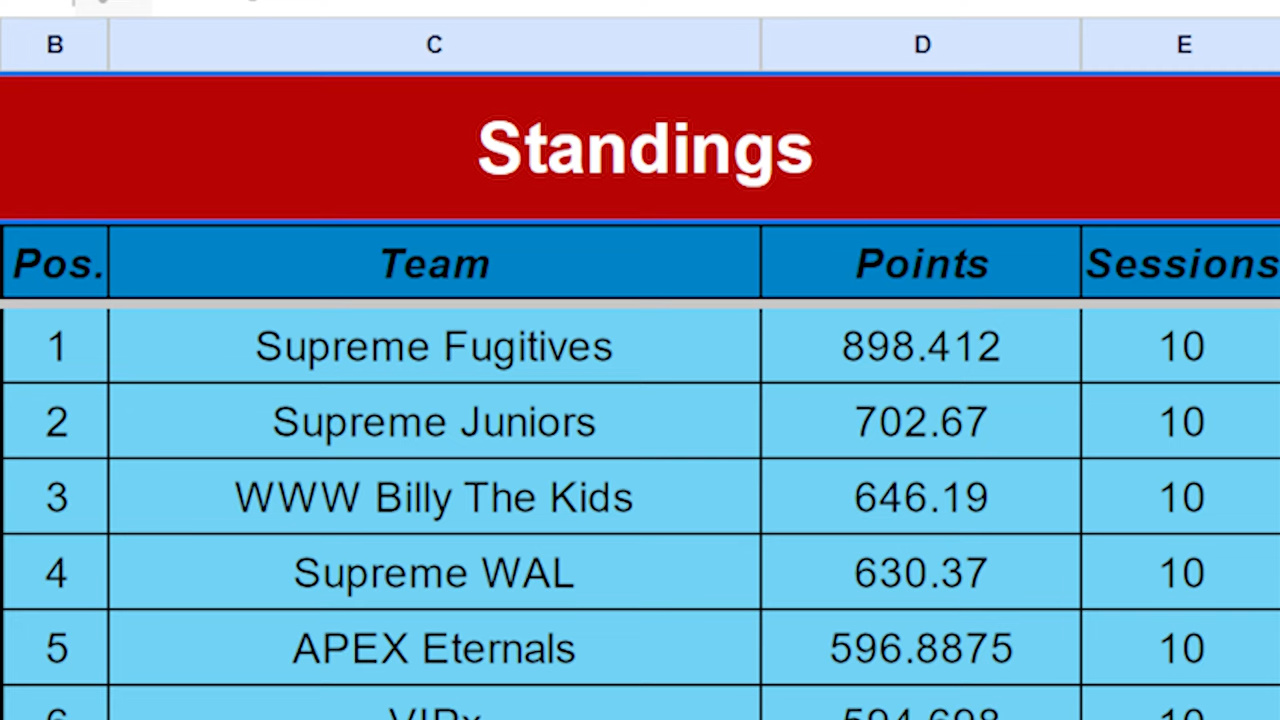 B C D E
Standings
Pos. Team Points Sessions
1 Supreme Fugitives 898.412 10
2 Supreme Juniors 702.67 10
3 WWW Billy The Kids 646.19 10
4 Supreme WAL 630.37 10
5 APEX Eternals 596.8875 10